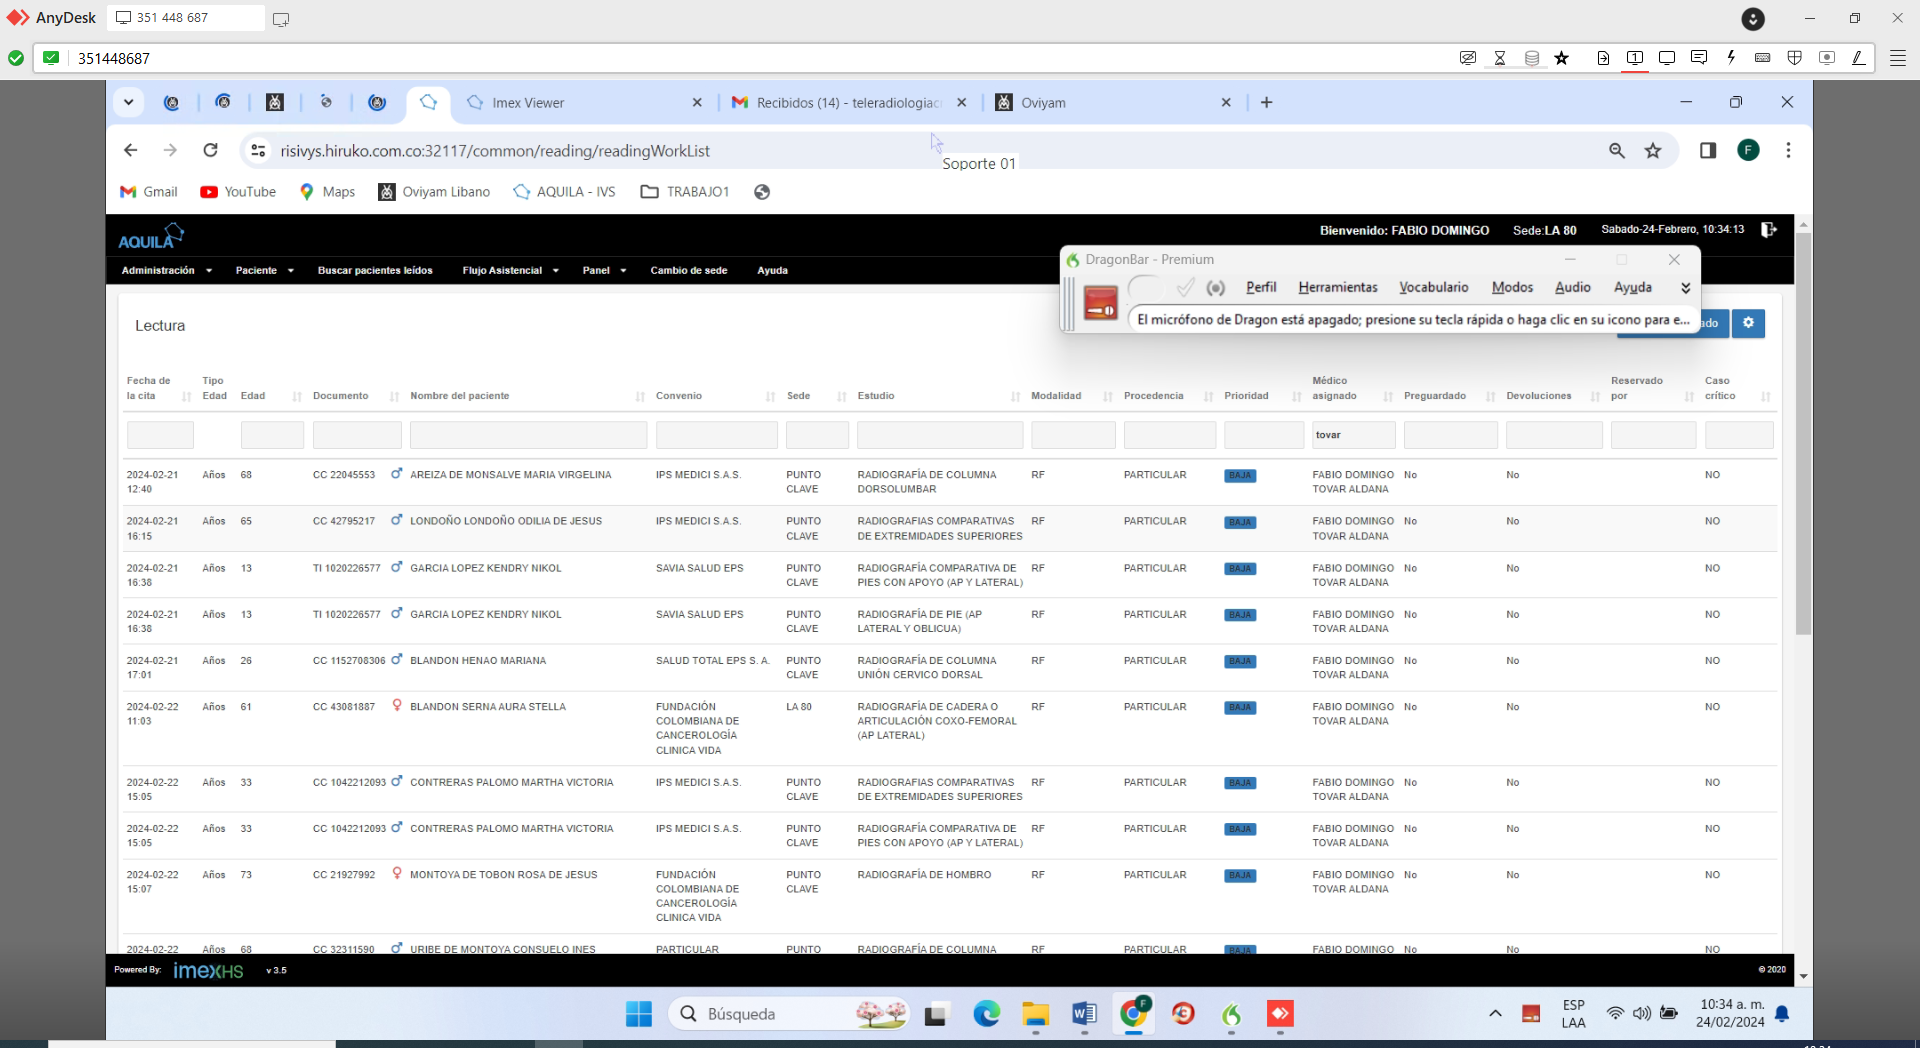 AnyDesk
351 448 687
351448687
Imex Viewer
Recibidos (14) - teleradiologiac
Oviyam
risivys.hiruko.com.co:32117/common/reading/readingWorkList
Soporte 01
Gmail
YouTube
Maps
Oviyam Libano
AQUILA - IVS
TRABAJO1
AQUILA
Bienvenido: FABIO DOMINGO
Sede:LA 80
Sabado-24-Febrero, 10:34:13
Administración
Paciente
Buscar pacientes leídos
Flujo Asistencial
Panel
Cambio de sede
Ayuda
DragonBar - Premium
Perfil
Herramientas
Vocabulario
Modos
Audio
Ayuda
El micrófono de Dragon está apagado; presione su tecla rápida o haga clic en su icono para e...
Lectura
ado
Fecha de la cita
Tipo Edad
Edad
Documento
Nombre del paciente
Convenio
Sede
Estudio
Modalidad
Procedencia
Prioridad
Médico asignado
Preguardado
Devoluciones
Reservado por
Caso crítico
tovar
2024-02-21 12:40 Años 68 CC 22045553 AREIZA DE MONSALVE MARIA VIRGELINA IPS MEDICI S.A.S. PUNTO CLAVE RADIOGRAFÍA DE COLUMNA DORSOLUMBAR RF PARTICULAR BAJA FABIO DOMINGO TOVAR ALDANA No No NO
2024-02-21 16:15 Años 65 CC 42795217 LONDOÑO LONDOÑO ODILIA DE JESUS IPS MEDICI S.A.S. PUNTO CLAVE RADIOGRAFIAS COMPARATIVAS DE EXTREMIDADES SUPERIORES RF PARTICULAR BAJA FABIO DOMINGO TOVAR ALDANA No No NO
2024-02-21 16:38 Años 13 TI 1020226577 GARCIA LOPEZ KENDRY NIKOL SAVIA SALUD EPS PUNTO CLAVE RADIOGRAFÍA COMPARATIVA DE PIES CON APOYO (AP Y LATERAL) RF PARTICULAR BAJA FABIO DOMINGO TOVAR ALDANA No No NO
2024-02-21 16:38 Años 13 TI 1020226577 GARCIA LOPEZ KENDRY NIKOL SAVIA SALUD EPS PUNTO CLAVE RADIOGRAFÍA DE PIE (AP LATERAL Y OBLICUA) RF PARTICULAR BAJA FABIO DOMINGO TOVAR ALDANA No No NO
2024-02-21 17:01 Años 26 CC 1152708306 BLANDON HENAO MARIANA SALUD TOTAL EPS S. A. PUNTO CLAVE RADIOGRAFÍA DE COLUMNA UNIÓN CERVICO DORSAL RF PARTICULAR BAJA FABIO DOMINGO TOVAR ALDANA No No NO
2024-02-22 11:03 Años 61 CC 43081887 BLANDON SERNA AURA STELLA FUNDACIÓN COLOMBIANA DE CANCEROLOGÍA CLINICA VIDA LA 80 RADIOGRAFÍA DE CADERA O ARTICULACIÓN COXO-FEMORAL (AP LATERAL) RF PARTICULAR BAJA FABIO DOMINGO TOVAR ALDANA No No NO
2024-02-22 15:05 Años 33 CC 1042212093 CONTRERAS PALOMO MARTHA VICTORIA IPS MEDICI S.A.S. PUNTO CLAVE RADIOGRAFIAS COMPARATIVAS DE EXTREMIDADES SUPERIORES RF PARTICULAR BAJA FABIO DOMINGO TOVAR ALDANA No No NO
2024-02-22 15:05 Años 33 CC 1042212093 CONTRERAS PALOMO MARTHA VICTORIA IPS MEDICI S.A.S. PUNTO CLAVE RADIOGRAFÍA COMPARATIVA DE PIES CON APOYO (AP Y LATERAL) RF PARTICULAR BAJA FABIO DOMINGO TOVAR ALDANA No No NO
2024-02-22 15:07 Años 73 CC 21927992 MONTOYA DE TOBON ROSA DE JESUS FUNDACIÓN COLOMBIANA DE CANCEROLOGÍA CLINICA VIDA PUNTO CLAVE RADIOGRAFÍA DE HOMBRO RF PARTICULAR BAJA FABIO DOMINGO TOVAR ALDANA No No NO
2024-02-22 Años 68 CC 32311590 URIBE DE MONTOYA CONSUELO INES PARTICULAR PUNTO RADIOGRAFÍA DE COLUMNA RF PARTICULAR BAJA FABIO DOMINGO No No NO
Powered By: imexHS v 3.5
© 2020
Búsqueda
ESP LAA
10:34 a. m.
24/02/2024